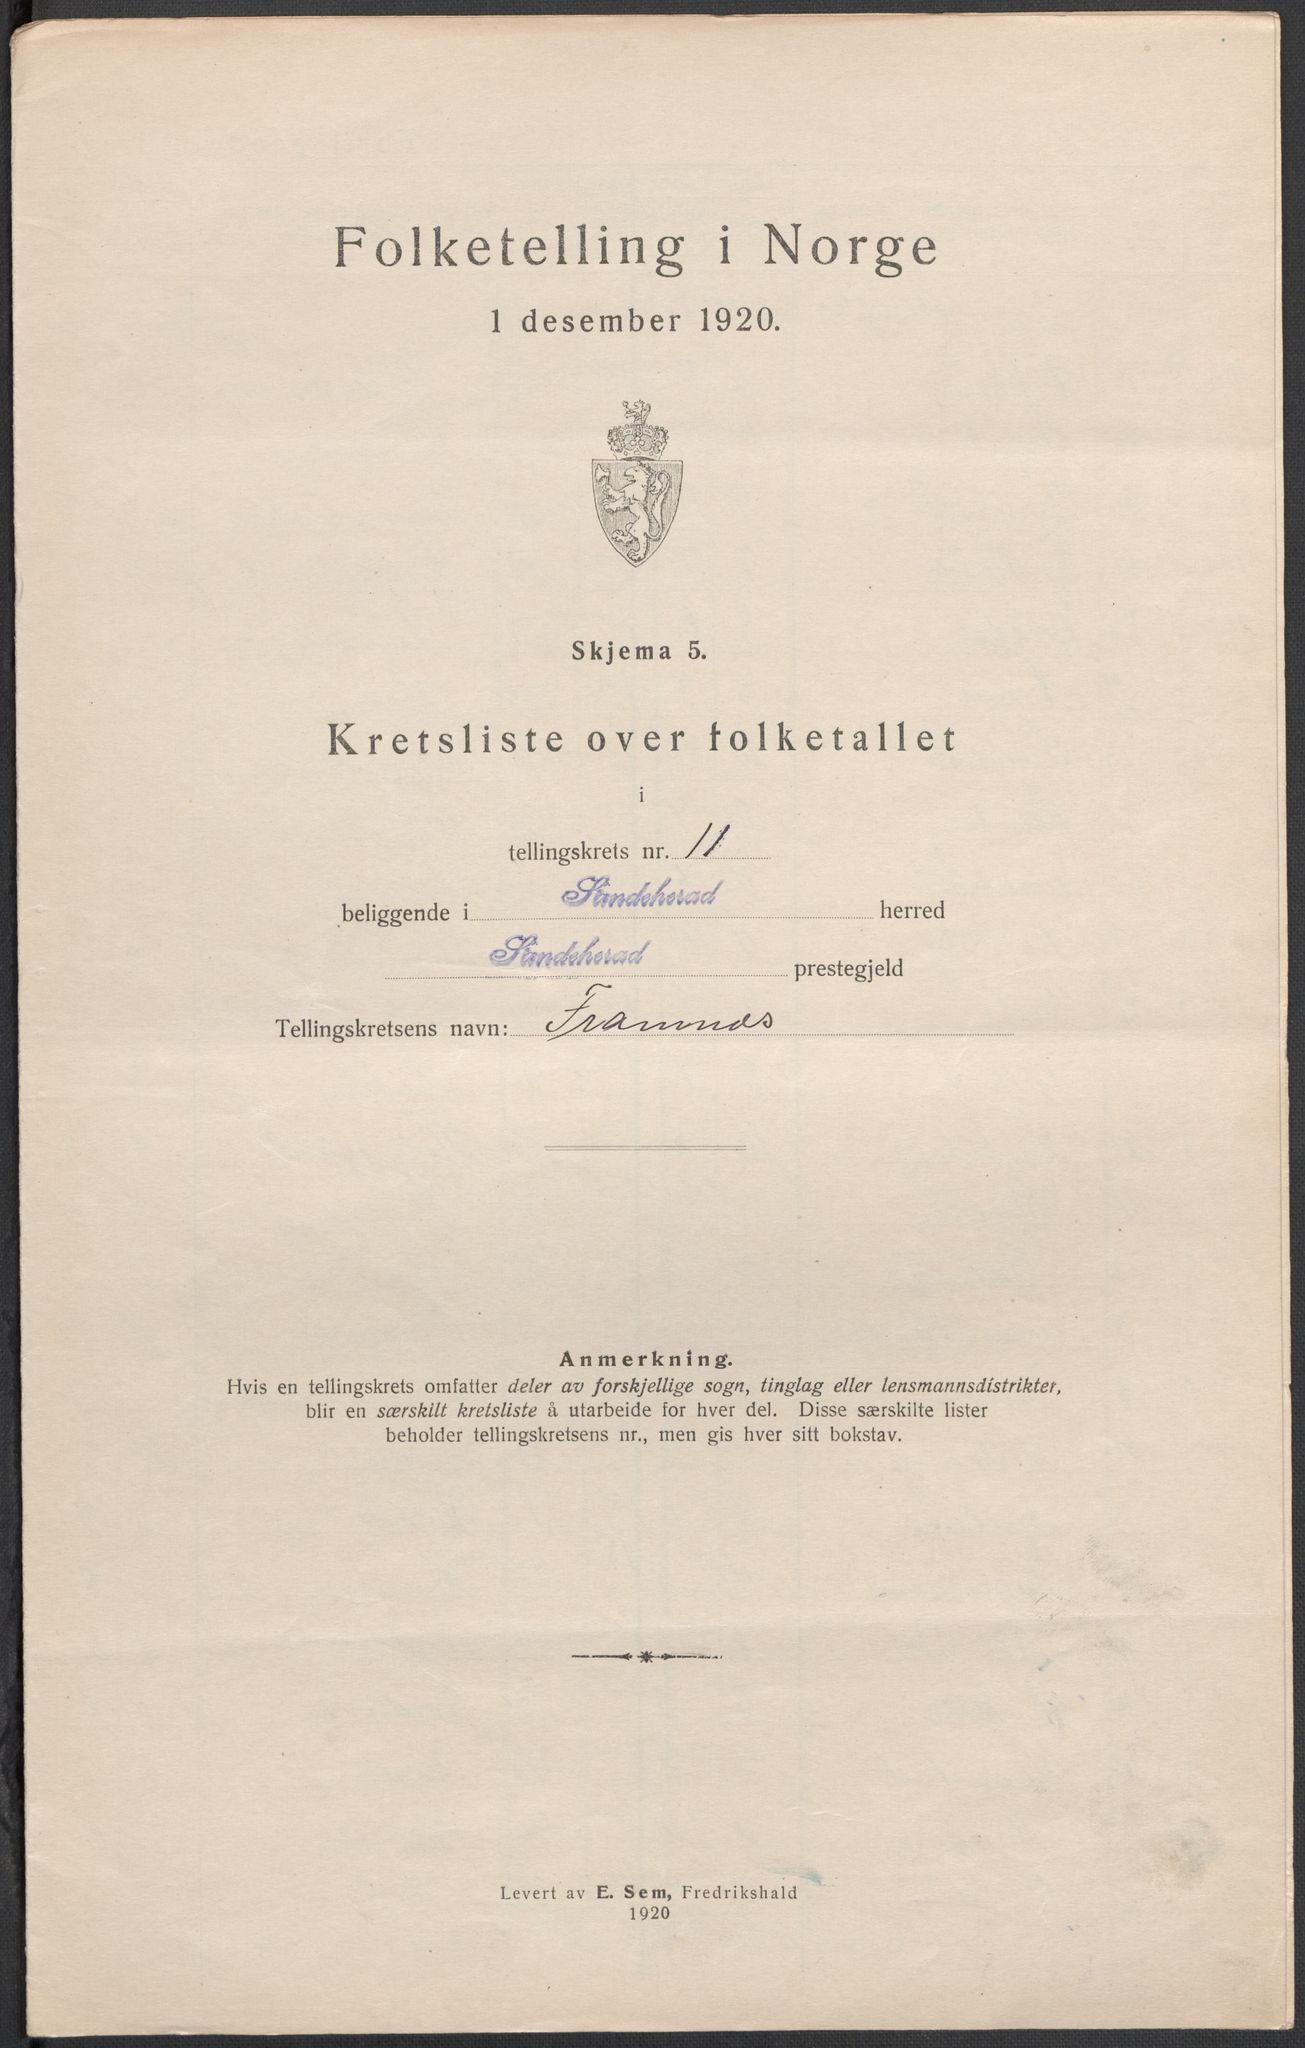 Folketelling i Norge
1 desember 1920.
Skjema 5.
Kretsliste over folketallet
i
tellingskrets nr. 11
beliggende i Sandeherad herred
Sandeherad prestegjeld
Tellingskretsens navn: Framnæs
Anmerkning.
Hvis en tellingskrets omfatter deler av forskjellige sogn, tinglag eller lensmannsdistrikter,
blir en særskilt kretsliste å utarbeide for hver del. Disse særskilte lister
beholder tellingskretsens nr., men gis hver sitt bokstav.
Levert av E. Sem, Fredrikshald
1920